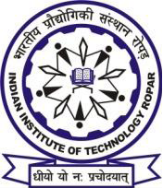 भारतीय प्रौद्योगिकी संस्थान रोपड़
INDIAN INSTITUTE OF TECHNOLOGY ROPAR
धीयो यो न: प्रचोदयात्